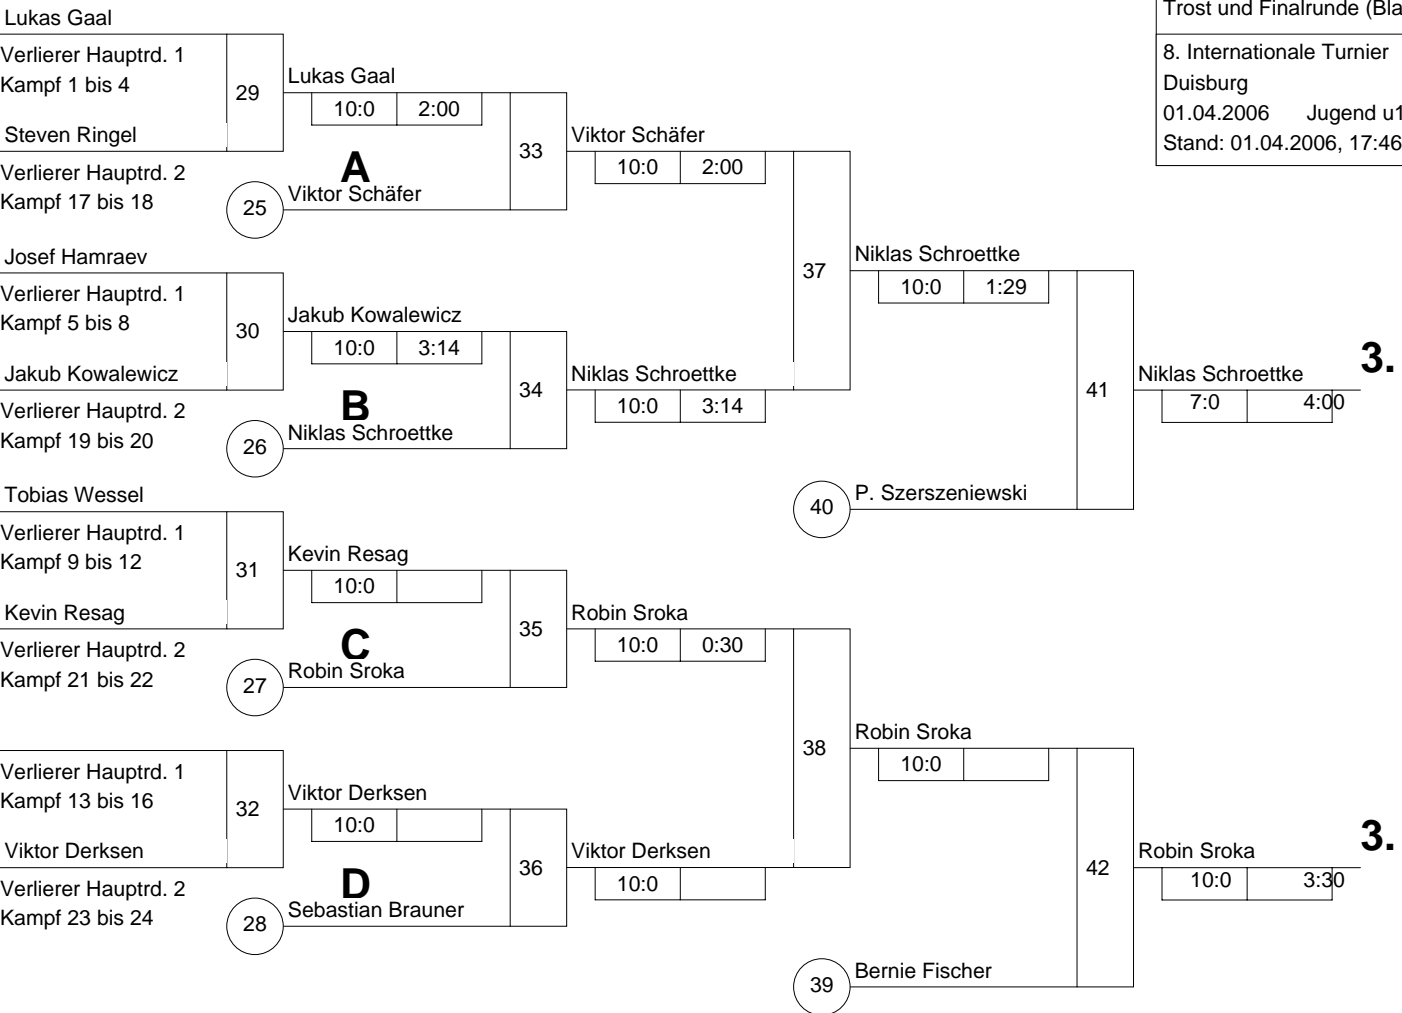 Lukas Gaal
Verlierer Hauptrd. 1
Kampf 1 bis 4
29
Steven Ringel
Verlierer Hauptrd. 2
Kampf 17 bis 18
Lukas Gaal
10:0 2:00
A
25
Viktor Schäfer
33
Viktor Schäfer
10:0 2:00
Josef Hamraev
Verlierer Hauptrd. 1
Kampf 5 bis 8
30
Jakub Kowalewicz
Verlierer Hauptrd. 2
Kampf 19 bis 20
Jakub Kowalewicz
10:0 3:14
B
26
Niklas Schroettke
34
Niklas Schroettke
10:0 3:14
37
Niklas Schroettke
10:0 1:29
40
P. Szerszeniewski
41
Niklas Schroettke
7:0 4:00
3.
Tobias Wessel
Verlierer Hauptrd. 1
Kampf 9 bis 12
31
Kevin Resag
Verlierer Hauptrd. 2
Kampf 21 bis 22
Kevin Resag
10:0
C
27
Robin Sroka
35
Robin Sroka
10:0 0:30
Verlierer Hauptrd. 1
Kampf 13 bis 16
32
Viktor Derksen
Verlierer Hauptrd. 2
Kampf 23 bis 24
Viktor Derksen
10:0
D
28
Sebastian Brauner
36
Viktor Derksen
10:0
38
Robin Sroka
10:0
39
Bernie Fischer
42
Robin Sroka
10:0 3:30
3.
Trost und Finalrunde (Bla
8. Internationale Turnier
Duisburg
01.04.2006 Jugend u1
Stand: 01.04.2006, 17:46